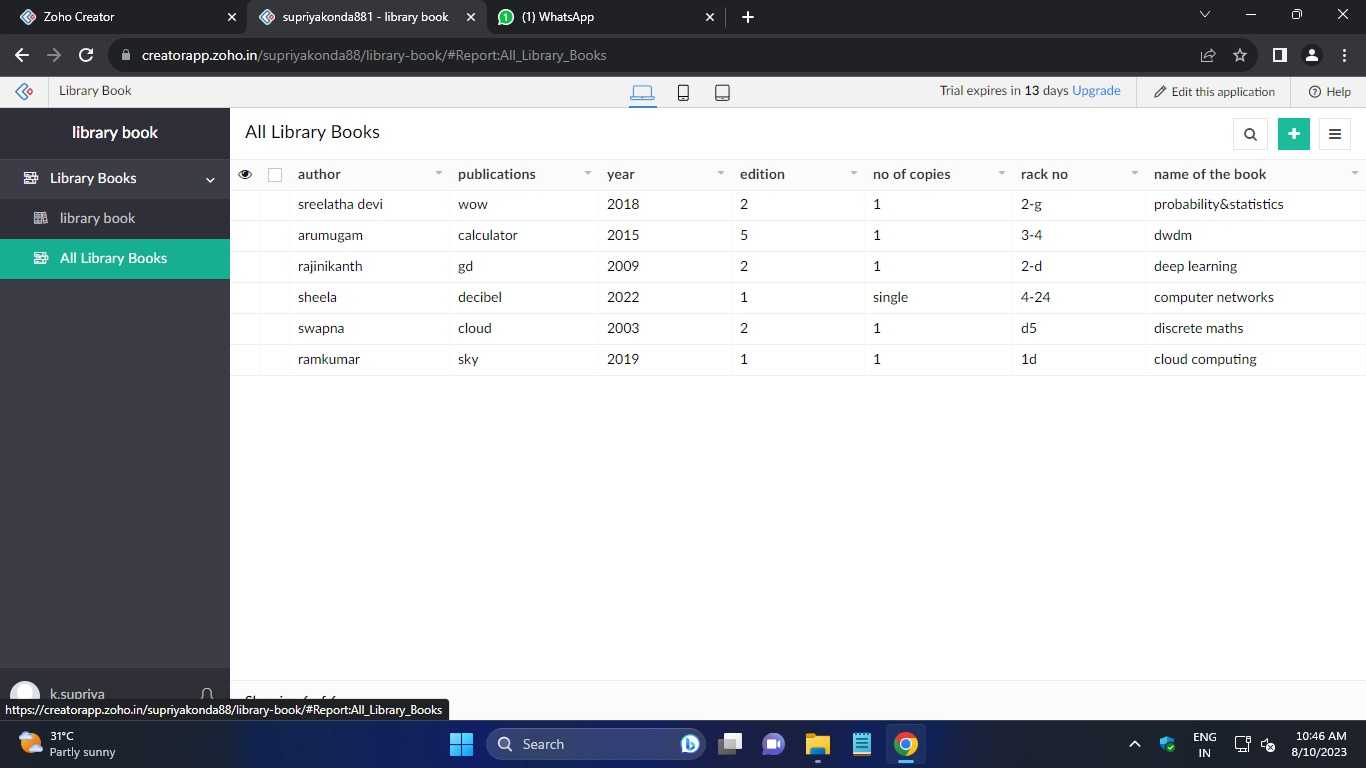 Zoho Creator
supriyakonda881 - library book
1 (1) WhatsApp
creatorapp.zoho.in/supriyakonda88/library-book/#Report:All_Library_Books
Library Book
Trial expires in 13 days Upgrade
Edit this application
Help
library book
All Library Books
Library Books
library book
All Library Books
author publications year edition no of copies rack no name of the book
sreelatha devi wow 2018 2 1 2-g probability&statistics
arumugam calculator 2015 5 1 3-4 dwdm
rajinikanth gd 2009 2 1 2-d deep learning
sheela decibel 2022 1 single 4-24 computer networks
swapna cloud 2003 2 1 d5 discrete maths
ramkumar sky 2019 1 1 1d cloud computing
k.supriya
https://creatorapp.zoho.in/supriyakonda88/library-book/#Report:All_Library_Books
31°C
Partly sunny
Search
ENG
IN
10:46 AM
8/10/2023